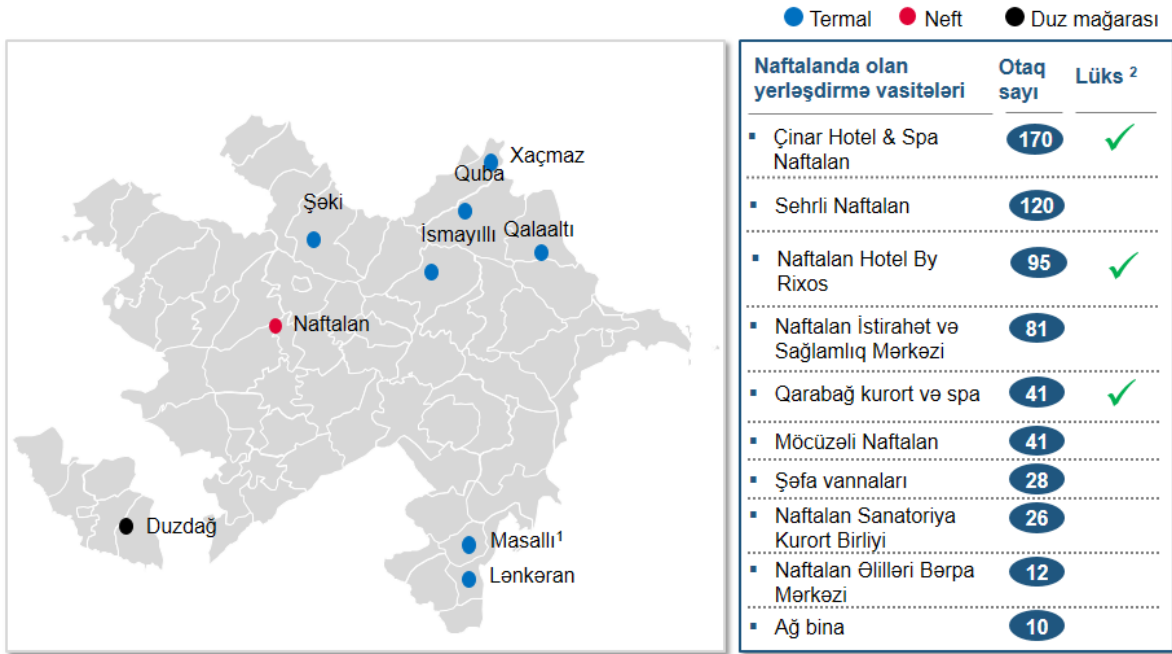 Termal Neft Duz mağarası
Xaçmaz
Quba
Şəki
İsmayıllı Qalaaltı
Naftalan
Duzdağ
Masallı¹
Lənkəran
Naftalanda olan
yerləşdirmə vasitələri
Otaq
sayı
Lüks ²
Çinar Hotel & Spa
Naftalan
170
Sehrli Naftalan
120
Naftalan Hotel By
Rixos
95
Naftalan İstirahət və
Sağlamlıq Mərkəzi
81
Qarabağ kurort və spa
41
Möcüzəli Naftalan
41
Şəfa vannaları
28
Naftalan Sanatoriya
Kurort Birliyi
26
Naftalan Əlilləri Bərpa
Mərkəzi
12
Ağ bina
10